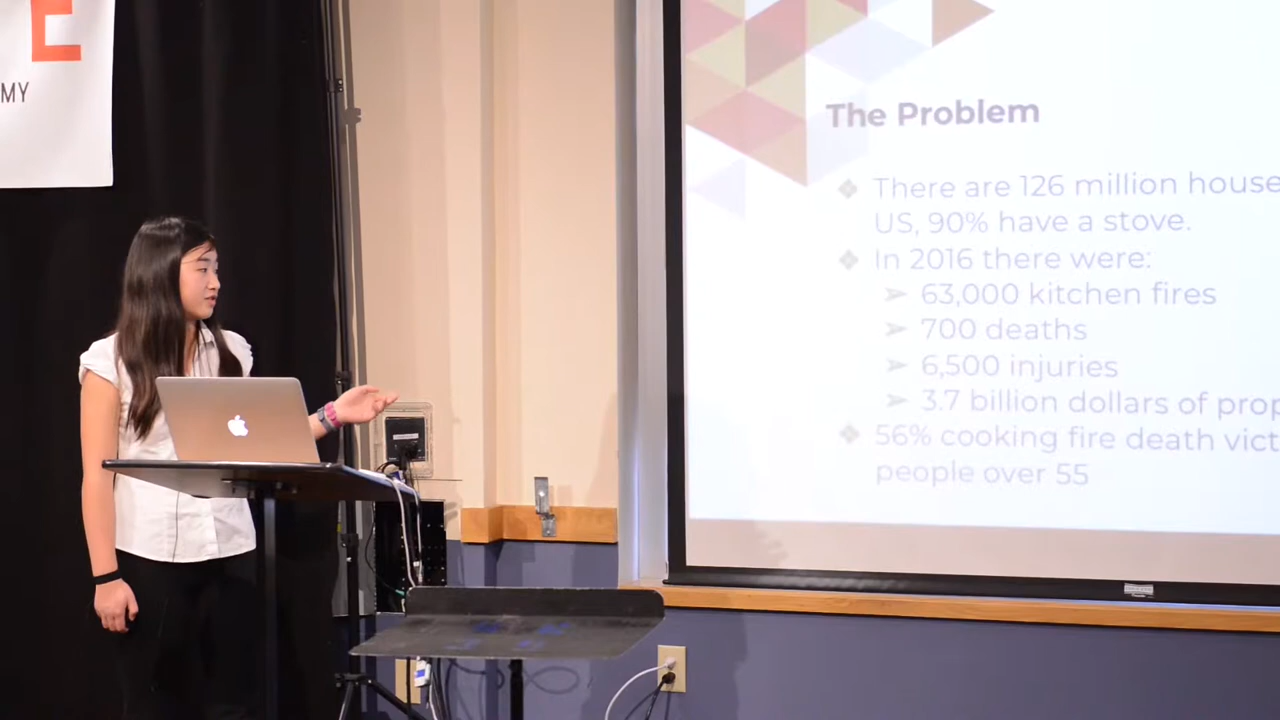 E
MY
The Problem
❖ There are 126 million house
US, 90% have a stove.
❖ In 2016 there were:
➢ 63,000 kitchen fires
➢ 700 deaths
➢ 6,500 injuries
➢ 3.7 billion dollars of prop
❖ 56% cooking fire death vict
people over 55